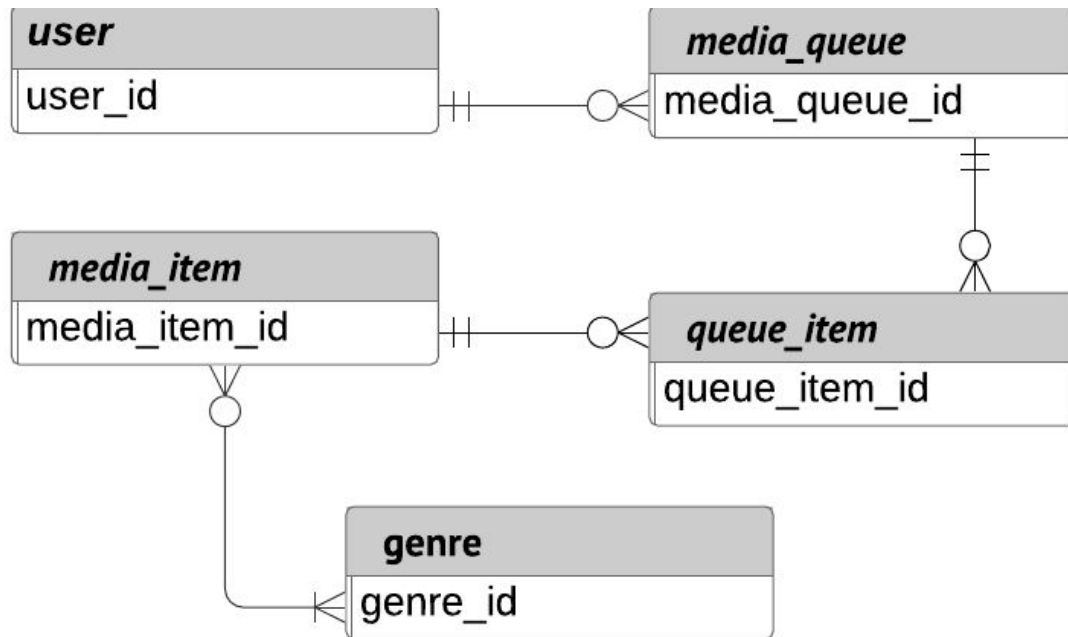 user
user_id
media_queue
media_queue_id
media_item
media_item_id
queue_item
queue_item_id
genre
genre_id